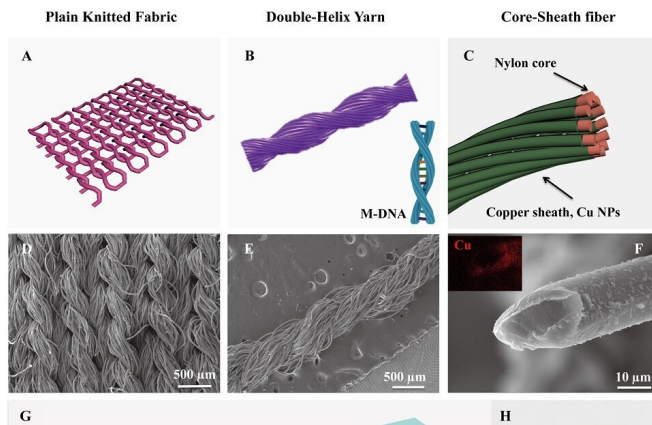 Plain Knitted Fabric
Double-Helix Yarn
Core-Sheath fiber
A
B
C
Nylon core
M-DNA
Copper sheath, Cu NPs
D
E
Cu
F
500 µm
500 µm
10 µm
G
H